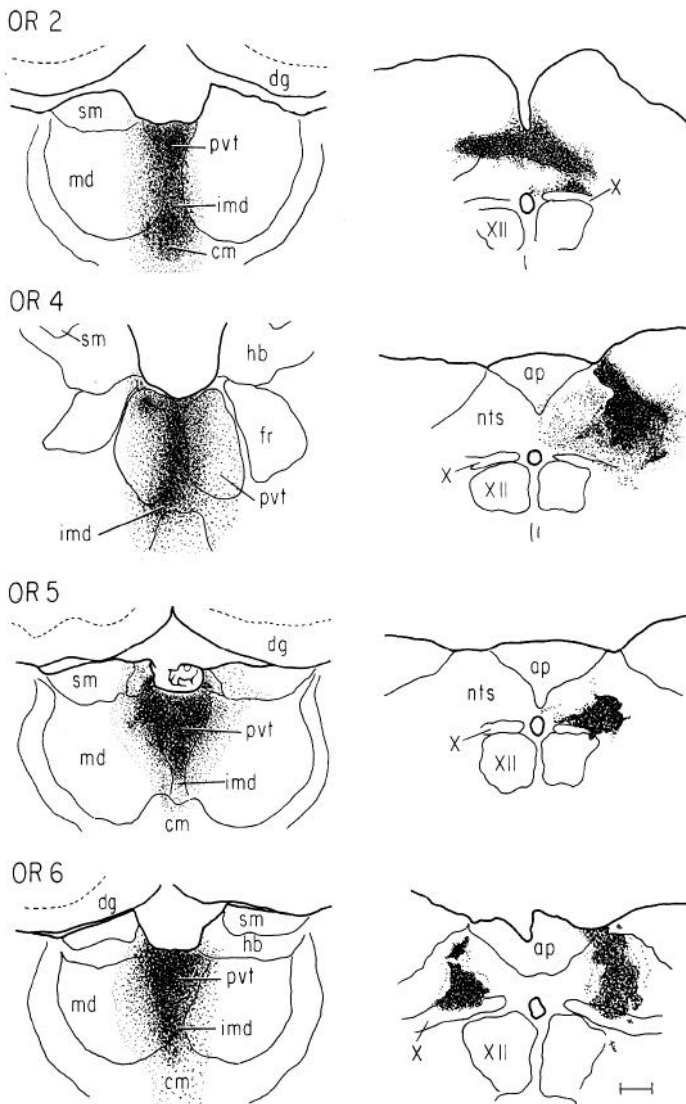 OR 2
dg
sm
pvt
md
imd
cm
X
XII
OR 4
sm
hb
fr
pvt
imd
ap
nts
X
XII
OR 5
dg
sm
pvt
md
imd
cm
ap
nts
X
XII
OR 6
dg
sm
hb
pvt
md
imd
cm
ap
X
XII